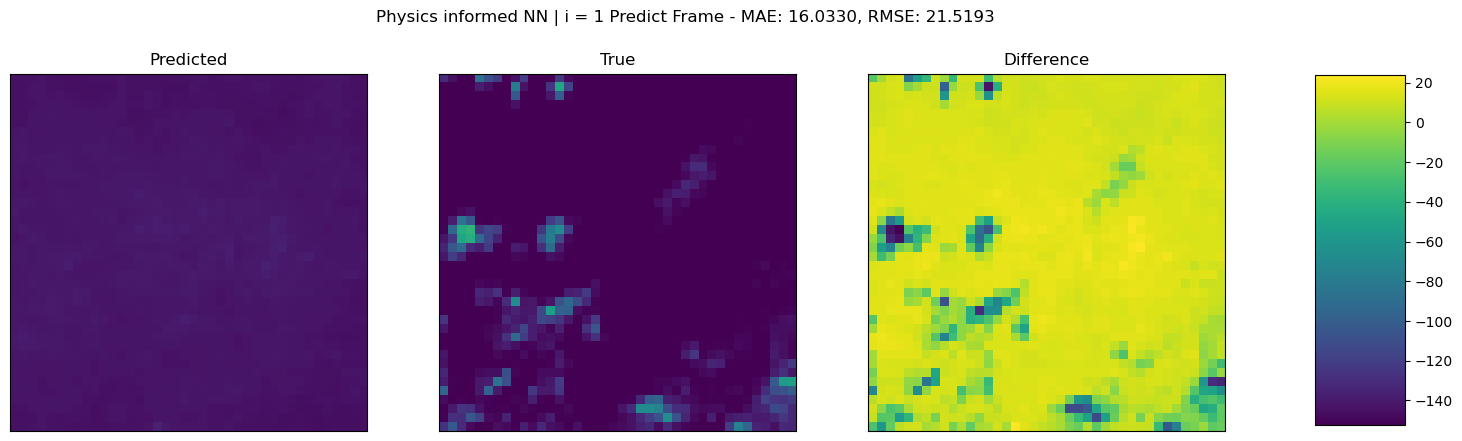 Physics informed NN | i = 1 Predict Frame - MAE: 16.0330, RMSE: 21.5193
Predicted
True
Difference
20
0
−20
−40
−60
−80
−100
−120
−140